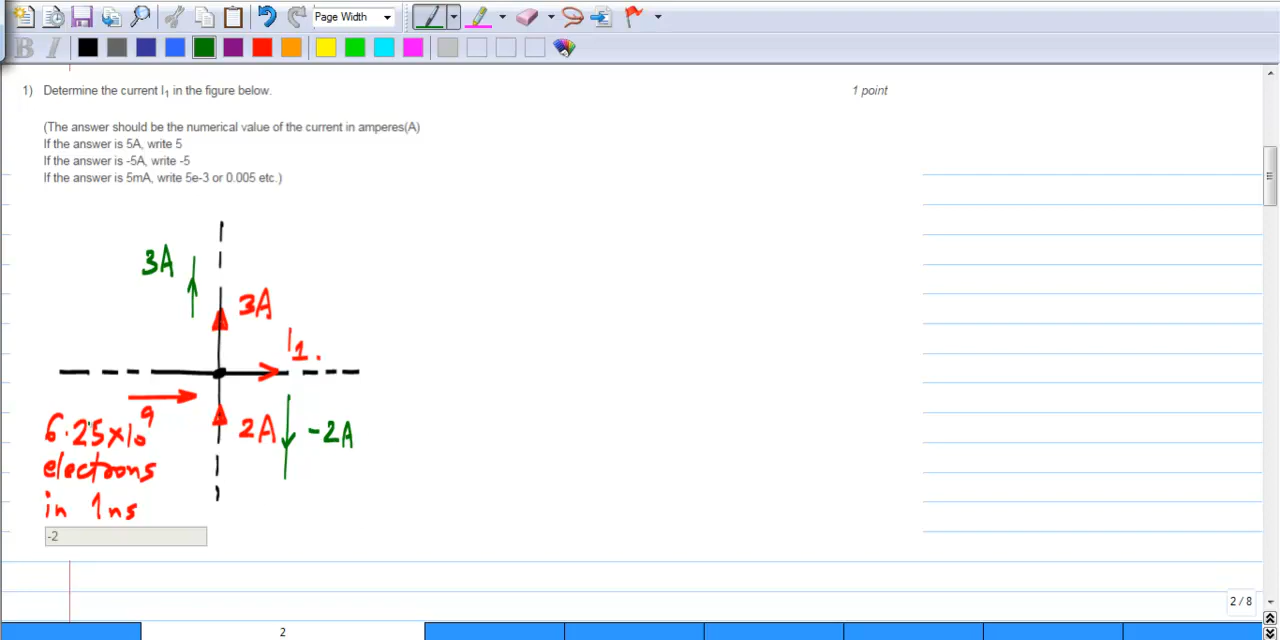 Page Width
B I
1) Determine the current I1 in the figure below.
1 point
(The answer should be the numerical value of the current in amperes(A)
If the answer is 5A, write 5
If the answer is -5A, write -5
If the answer is 5mA, write 5e-3 or 0.005 etc.)
3A
3A
I1.
6.25×10^9
electrons
in 1ns
2A
-2A
-2
2 / 8
2